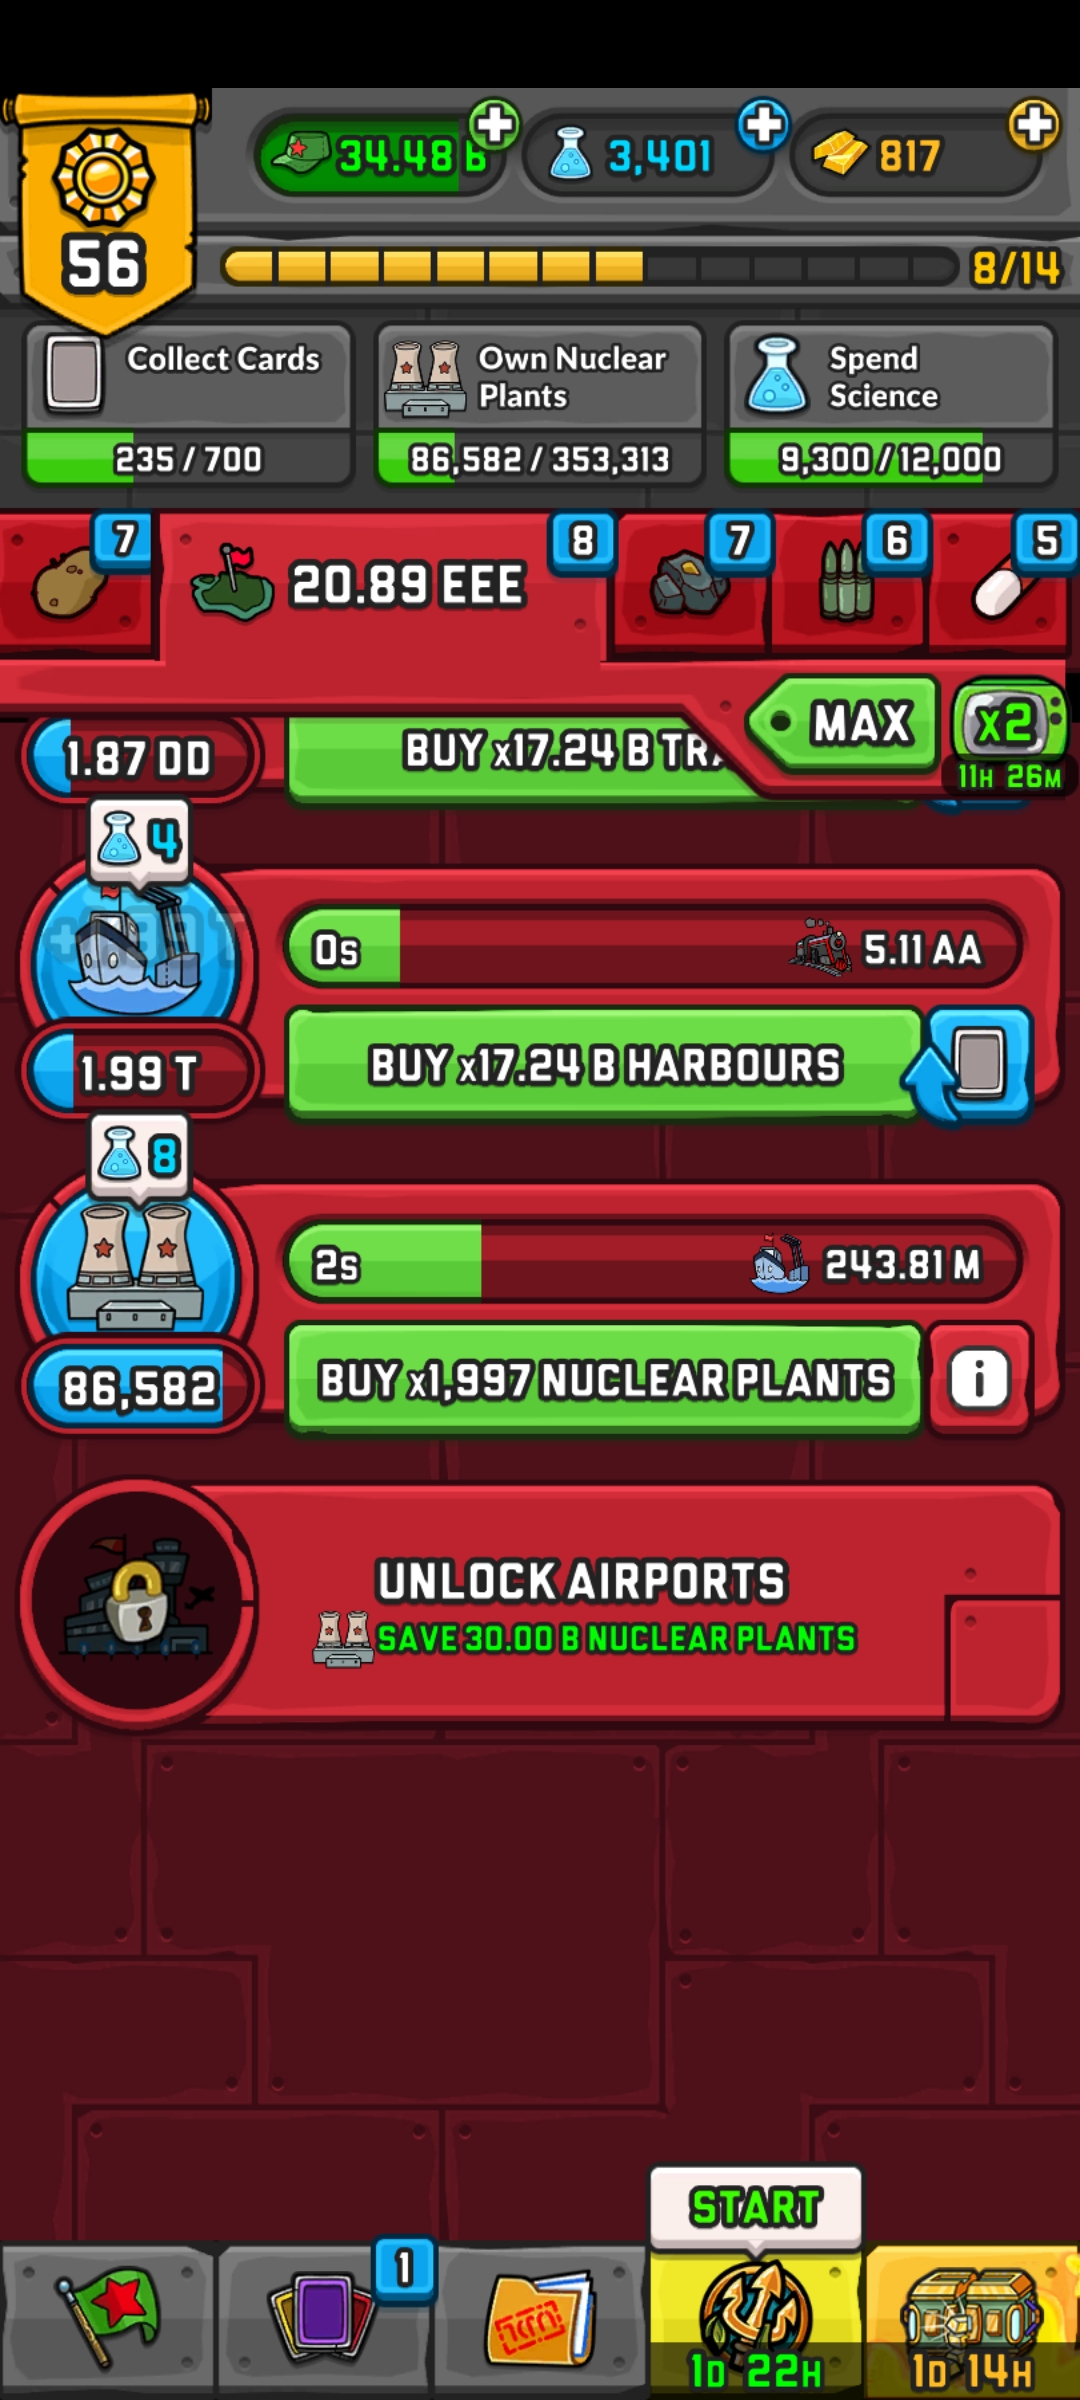 34.48 B
3,401
817
56
8/14
Collect Cards
235 / 700
Own Nuclear
Plants
86,582 / 353,313
Spend
Science
9,300 / 12,000
7
20.89 EEE
8
7
6
5
MAX
x2
11H 26M
1.87 DD
BUY x17.24 B TRA
4
0s
5.11 AA
1.99 T
BUY x17.24 B HARBOURS
8
2s
243.81 M
86,582
BUY x1,997 NUCLEAR PLANTS
i
UNLOCK AIRPORTS
SAVE 30.00 B NUCLEAR PLANTS
START
1
1D 22H
1D 14H